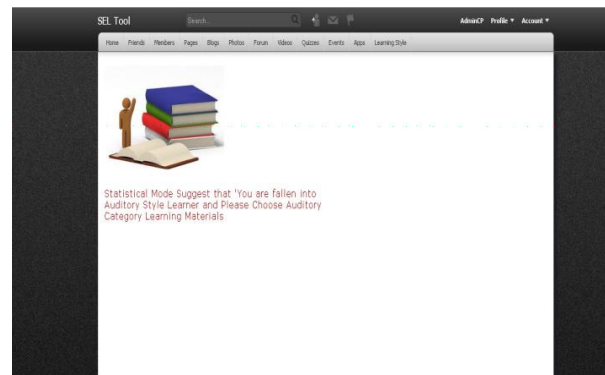 SEL Tool Search... AdminCP Profile ▾ Account ▾
Home Friends Members Pages Blogs Photos Forum Videos Quizzes Events Apps Learning Style
Statistical Mode Suggest that 'You are fallen into
Auditory Style Learner and Please Choose Auditory
Category Learning Materials